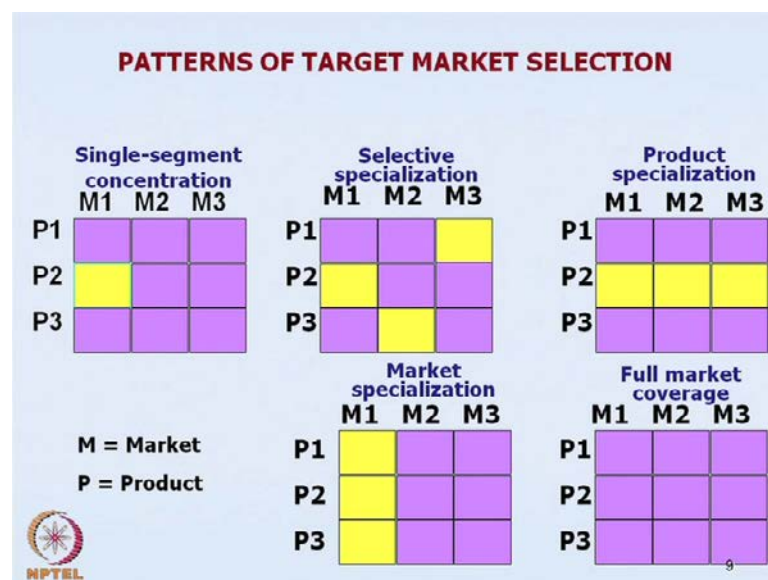 PATTERNS OF TARGET MARKET SELECTION
Single-segment
concentration
M1 M2 M3
P1
P2
P3
Selective
specialization
M1 M2 M3
P1
P2
P3
Product
specialization
M1 M2 M3
P1
P2
P3
Market
specialization
M1 M2 M3
P1
P2
P3
Full market
coverage
M1 M2 M3
P1
P2
P3
M = Market
P = Product
NPTEL
9